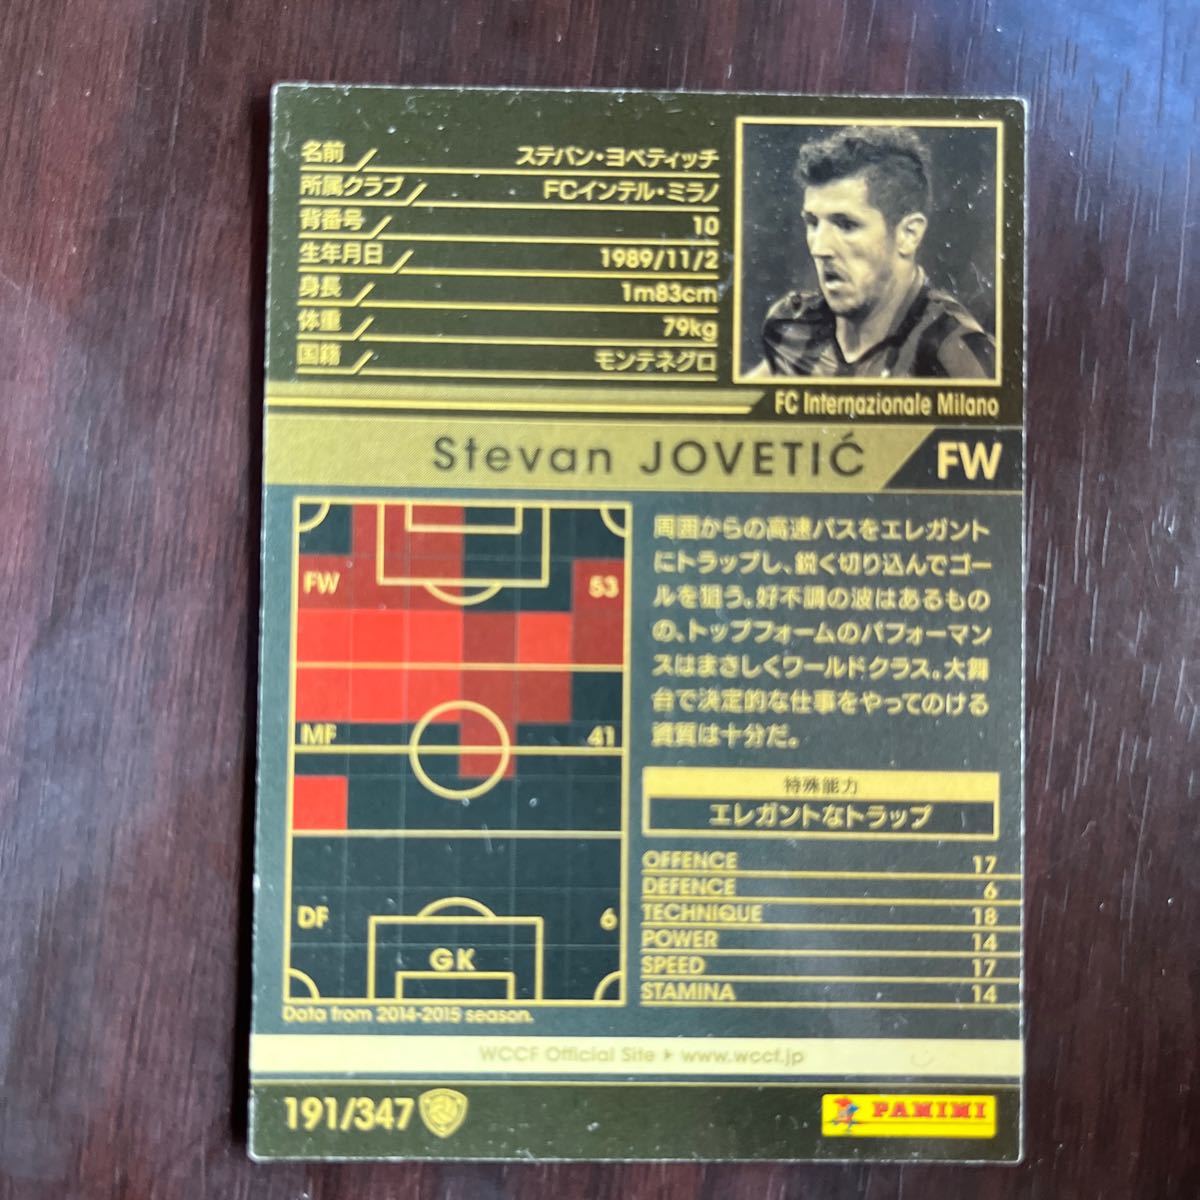 名前 ステバン・ヨベティッチ
所属クラブ FCインテル・ミラノ
背番号 10
生年月日 1989/11/2
身長 1m83cm
体重 79kg
国籍 モンテネグロ
FC Internazionale Milano
Stevan JOVETIĆ FW
FW 53
MF 41
DF 6
GK
Data from 2014-2015 season.
周囲からの高速パスをエレガント
にトラップし、鋭く切り込んでゴー
ルを狙う。好不調の波はあるもの
の、トップフォームのパフォーマン
スはまさしくワールドクラス。大舞
台で決定的な仕事をやってのける
資質は十分だ。
特殊能力
エレガントなトラップ
OFFENCE 17
DEFENCE 6
TECHNIQUE 18
POWER 14
SPEED 17
STAMINA 14
WCCF Official Site ▶ www.wccf.jp
191/347
PANINI